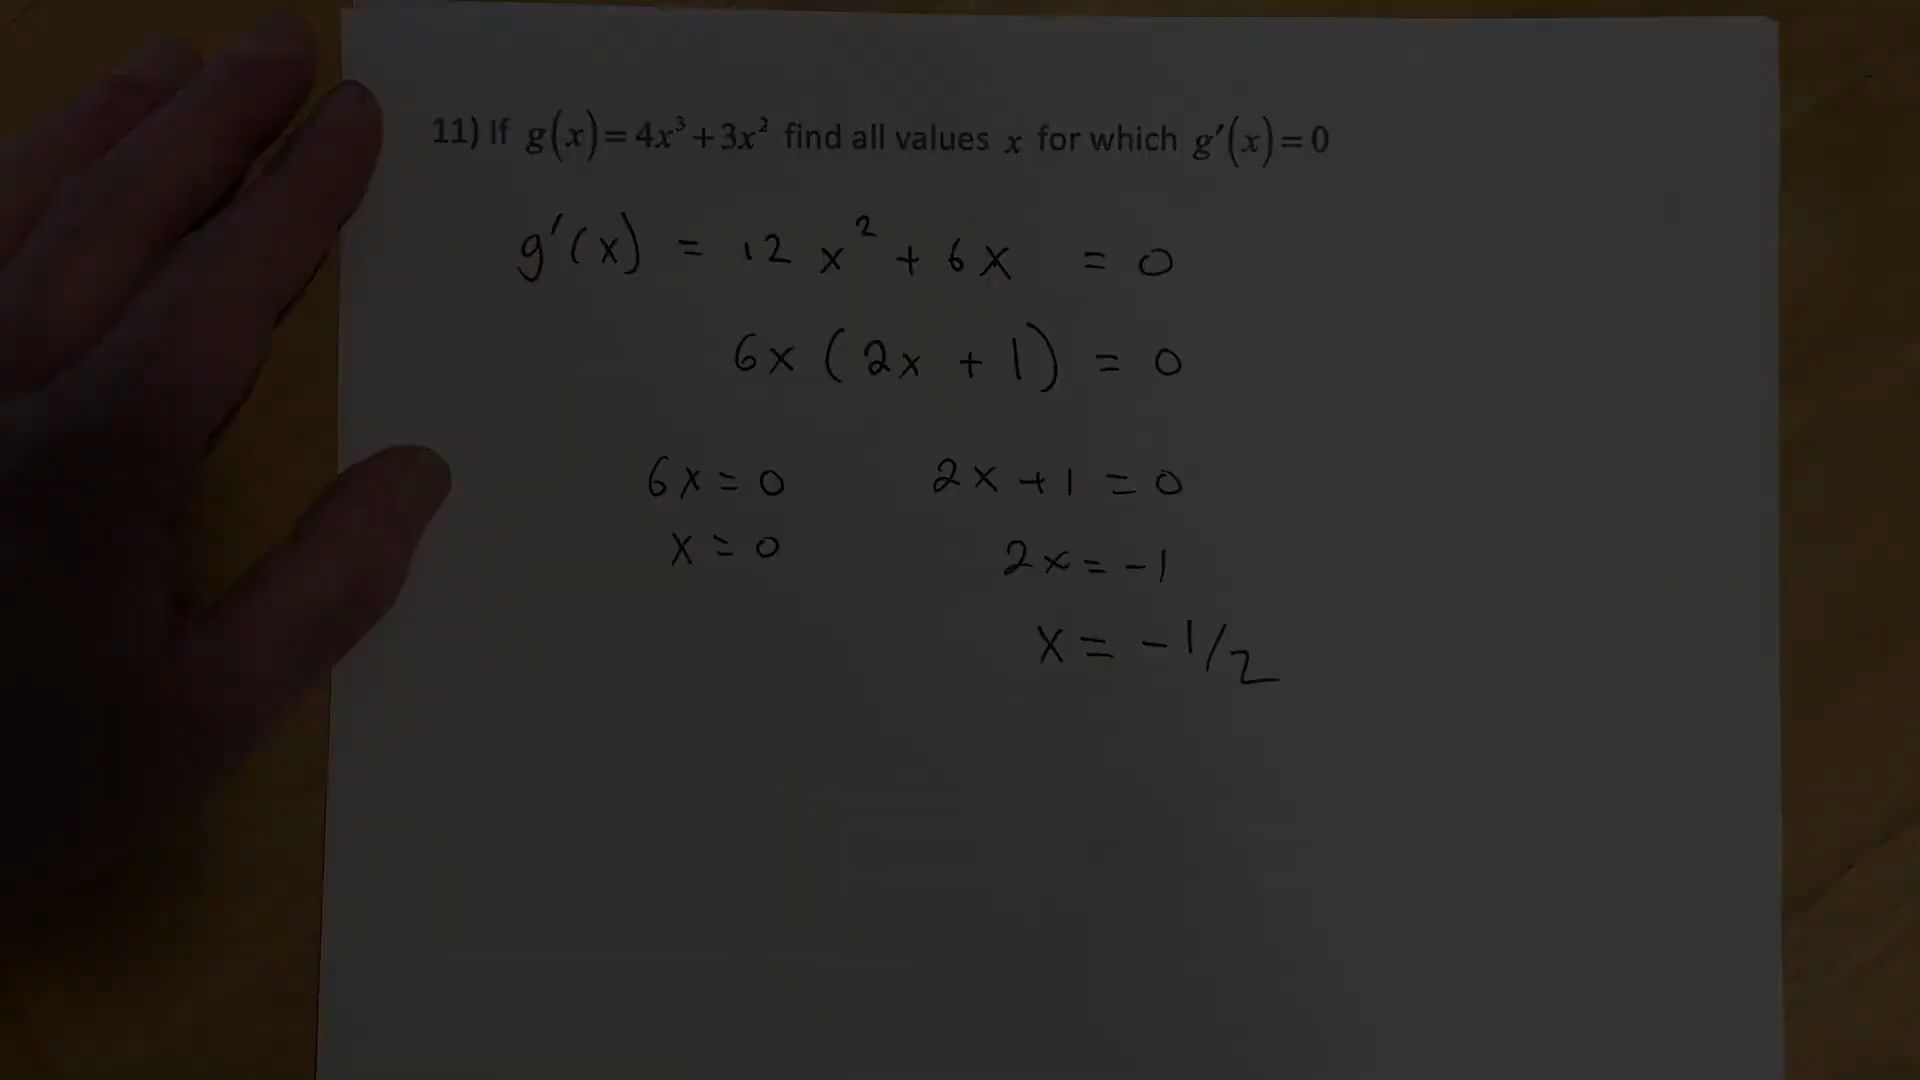 11) If g(x)=4x³+3x² find all values x for which g′(x)=0
g′(x) = 12x² + 6x = 0
6x(2x + 1) = 0
6x=0 2x+1=0
x=0 2x=-1
x=-1/2